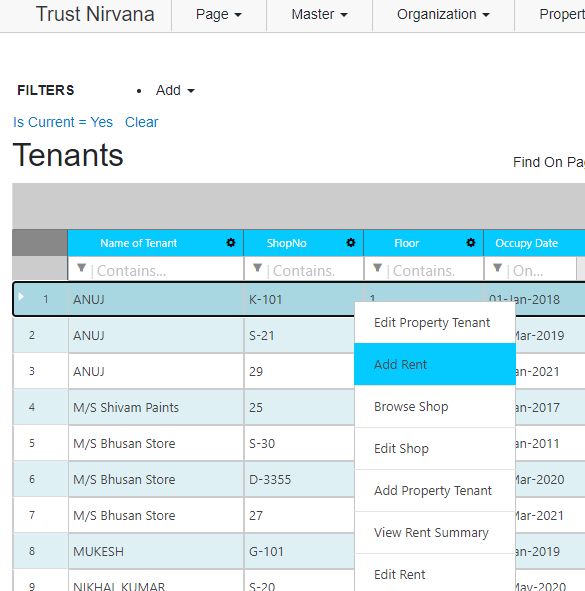 Trust Nirvana Page Master Organization Propert
FILTERS • Add
Is Current = Yes Clear
Tenants
Find On Pa
Name of Tenant ShopNo Floor Occupy Date
Contains... Contains. Contains. On...
1 ANUJ K-101 1 01-Jan-2018
Edit Property Tenant
2 ANUJ S-21 Mar-2019
Add Rent
3 ANUJ 29 an-2021
Browse Shop
4 M/S Shivam Paints 25 an-2017
5 M/S Bhusan Store S-30 an-2011
Edit Shop
6 M/S Bhusan Store D-3355 Mar-2020
Add Property Tenant
7 M/S Bhusan Store 27 Mar-2021
View Rent Summary
8 MUKESH G-101 an-2019
Edit Rent
9 NIKHAL KUMAR S-20 May-2020